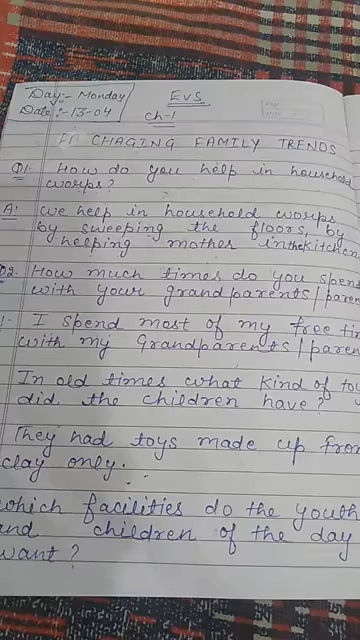 Day:- Monday
Date:- 13-04
EVS
Ch-1
CHAGING FAMILY TRENDS
Q1. How do you help in household
worps?
A: We help in household worps
by sweeping the floors, by
helping mother in the kitchen
Q2. How much times do you spend
with your grandparents/paren
:- I spend most of my free tim
with my Grandparents/paren
In old times what kind of toy
did the children have?
They had toys made up from
clay only.
which facilities do the youth
and children of the day
want?